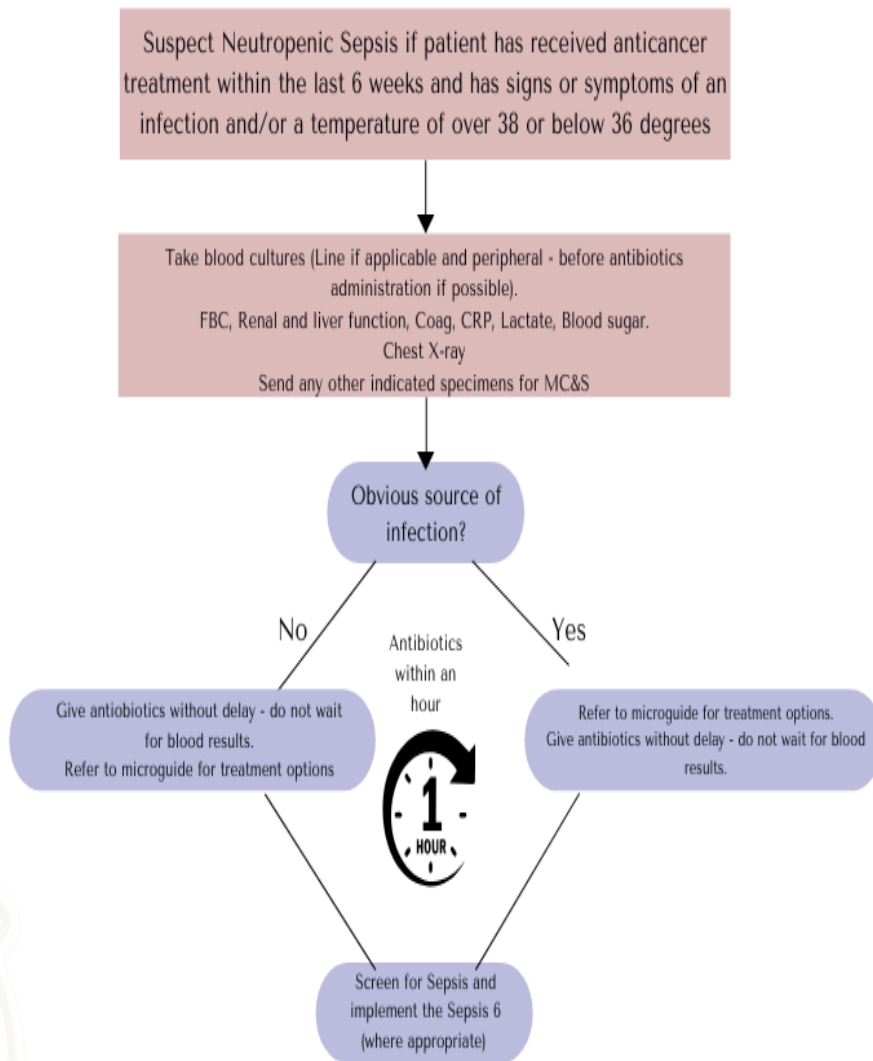 Suspect Neutropenic Sepsis if patient has received anticancer
treatment within the last 6 weeks and has signs or symptoms of an
infection and/or a temperature of over 38 or below 36 degrees
Take blood cultures (Line if applicable and peripheral - before antibiotics
administration if possible).
FBC, Renal and liver function, Coag, CRP, Lactate, Blood sugar.
Chest X-ray
Send any other indicated specimens for MC&S
Obvious source of
infection?
No
Yes
Antibiotics
within an
hour
Give antiobiotics without delay - do not wait
for blood results.
Refer to microguide for treatment options
1
HOUR
Refer to microguide for treatment options.
Give antibiotics without delay - do not wait for blood
results.
Screen for Sepsis and
implement the Sepsis 6
(where appropriate)